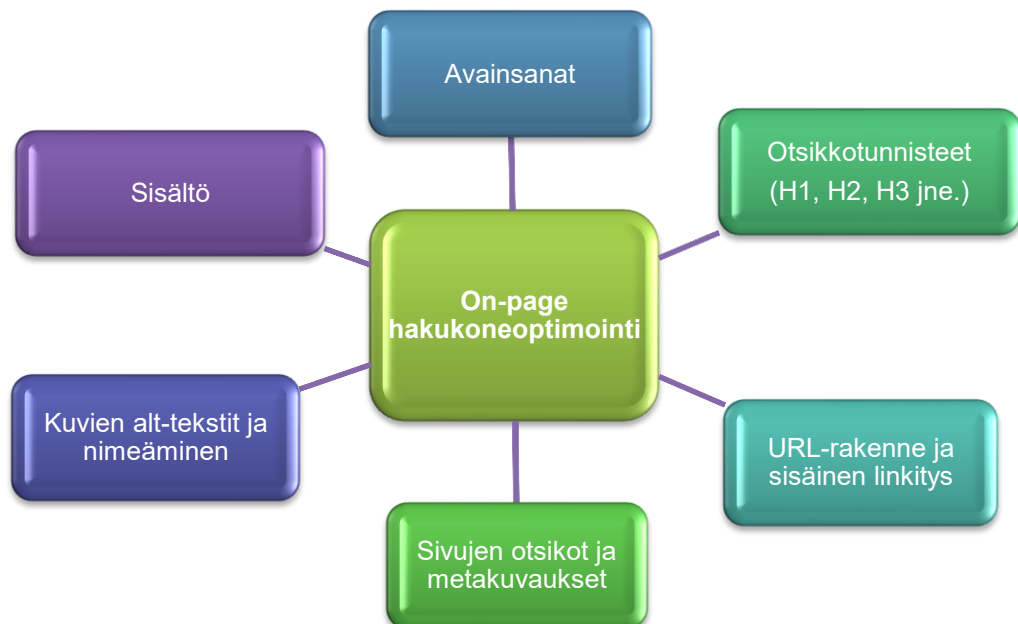 Avainsanat
Otsikkotunnisteet
(H1, H2, H3 jne.)
Sisältö
On-page
hakukoneoptimointi
Kuvien alt-tekstit ja
nimeäminen
URL-rakenne ja
sisäinen linkitys
Sivujen otsikot ja
metakuvaukset